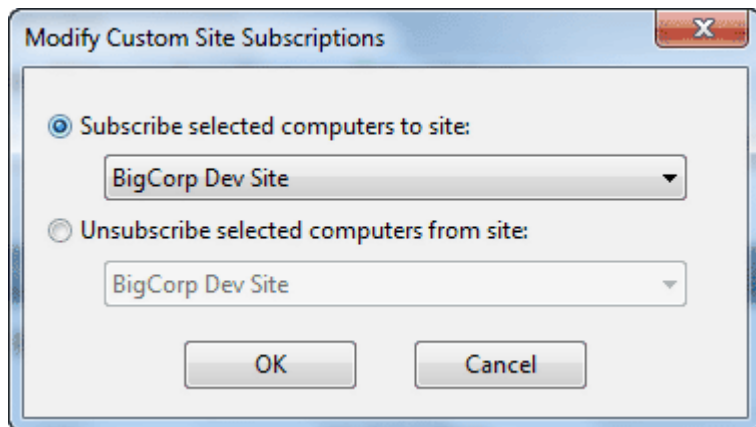 Modify Custom Site Subscriptions
Subscribe selected computers to site:
BigCorp Dev Site
Unsubscribe selected computers from site:
BigCorp Dev Site
OK
Cancel